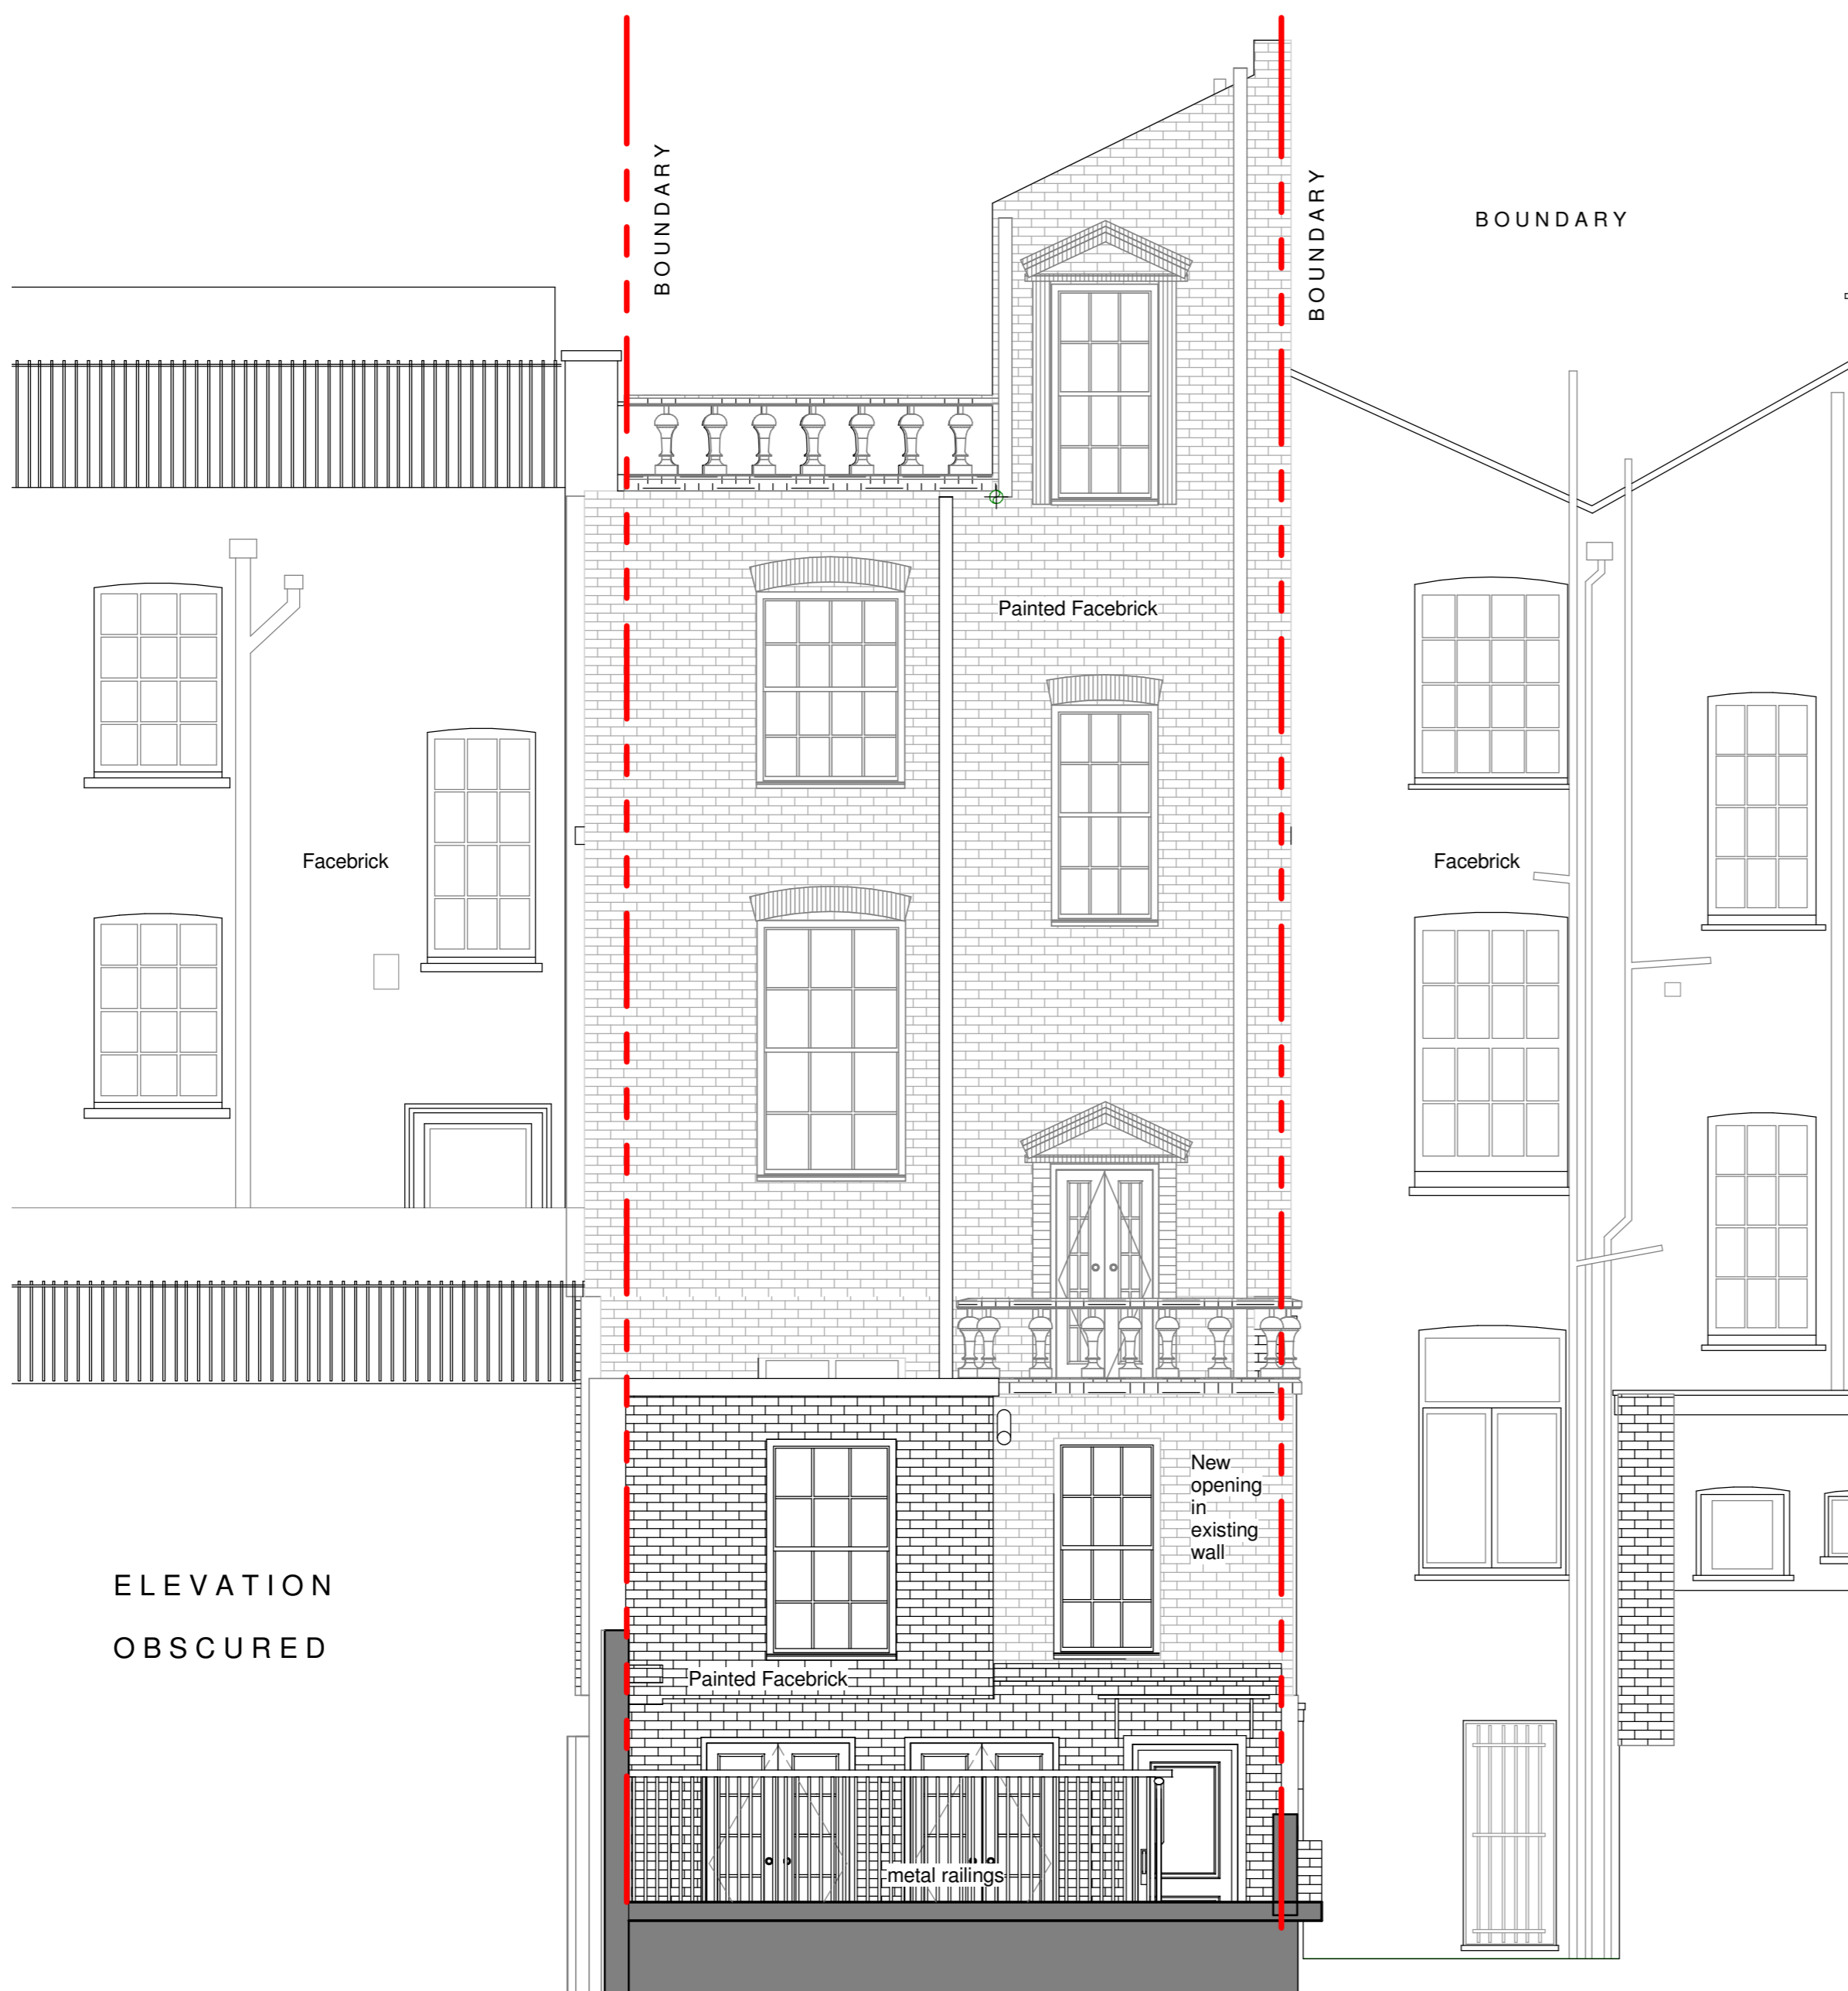 BOUNDARY
BOUNDARY
BOUNDARY
Painted Facebrick
Facebrick
Facebrick
New
opening
in
existing
wall
ELEVATION
OBSCURED
Painted Facebrick
metal railings